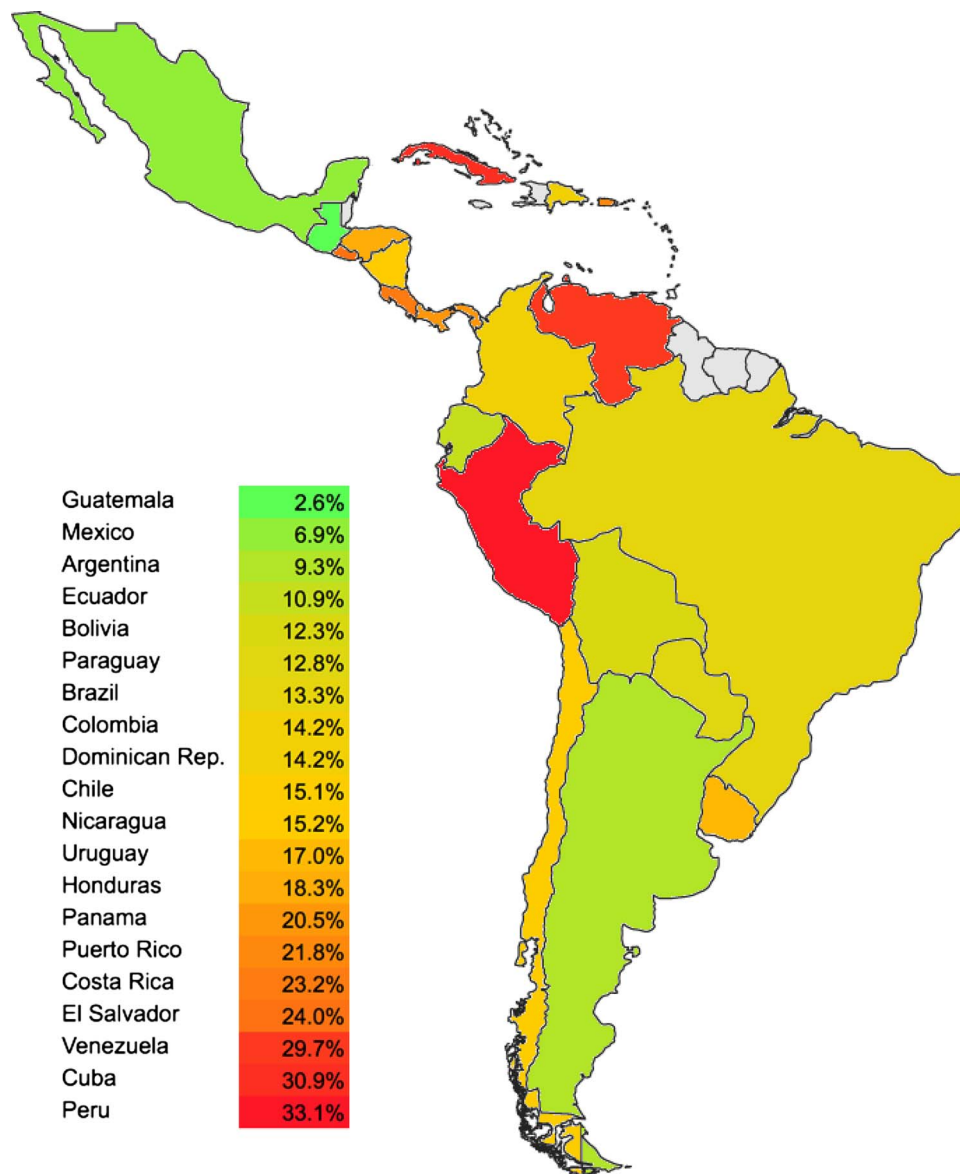 Guatemala 2.6%
Mexico 6.9%
Argentina 9.3%
Ecuador 10.9%
Bolivia 12.3%
Paraguay 12.8%
Brazil 13.3%
Colombia 14.2%
Dominican Rep. 14.2%
Chile 15.1%
Nicaragua 15.2%
Uruguay 17.0%
Honduras 18.3%
Panama 20.5%
Puerto Rico 21.8%
Costa Rica 23.2%
El Salvador 24.0%
Venezuela 29.7%
Cuba 30.9%
Peru 33.1%